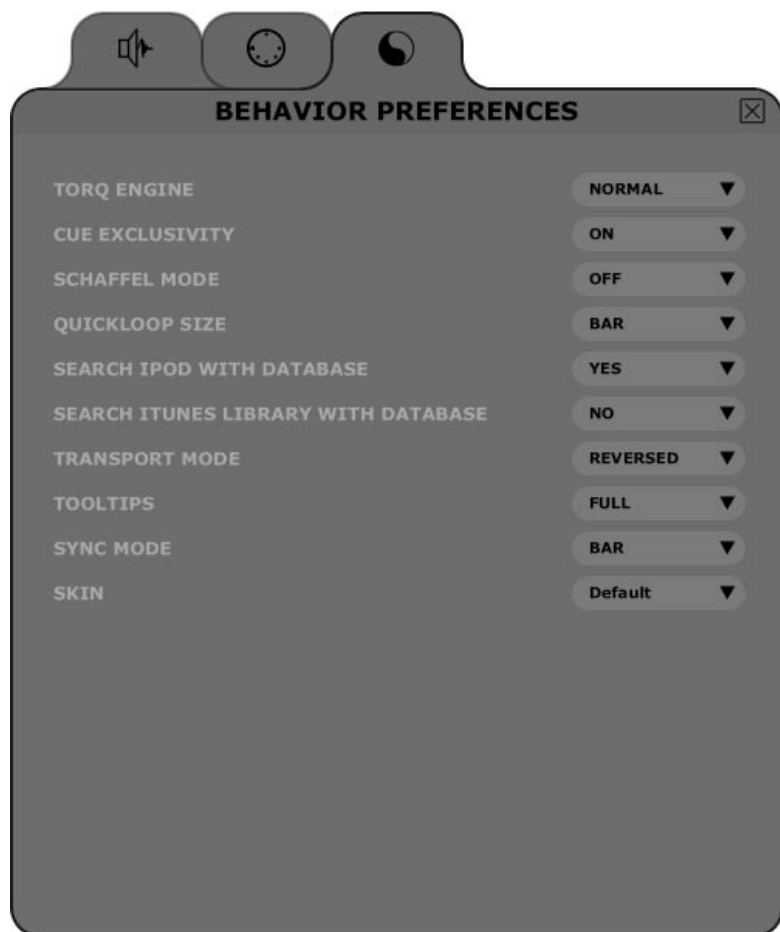 BEHAVIOR PREFERENCES
TORQ ENGINE NORMAL
CUE EXCLUSIVITY ON
SCHAFFEL MODE OFF
QUICKLOOP SIZE BAR
SEARCH IPOD WITH DATABASE YES
SEARCH ITUNES LIBRARY WITH DATABASE NO
TRANSPORT MODE REVERSED
TOOLTIPS FULL
SYNC MODE BAR
SKIN Default